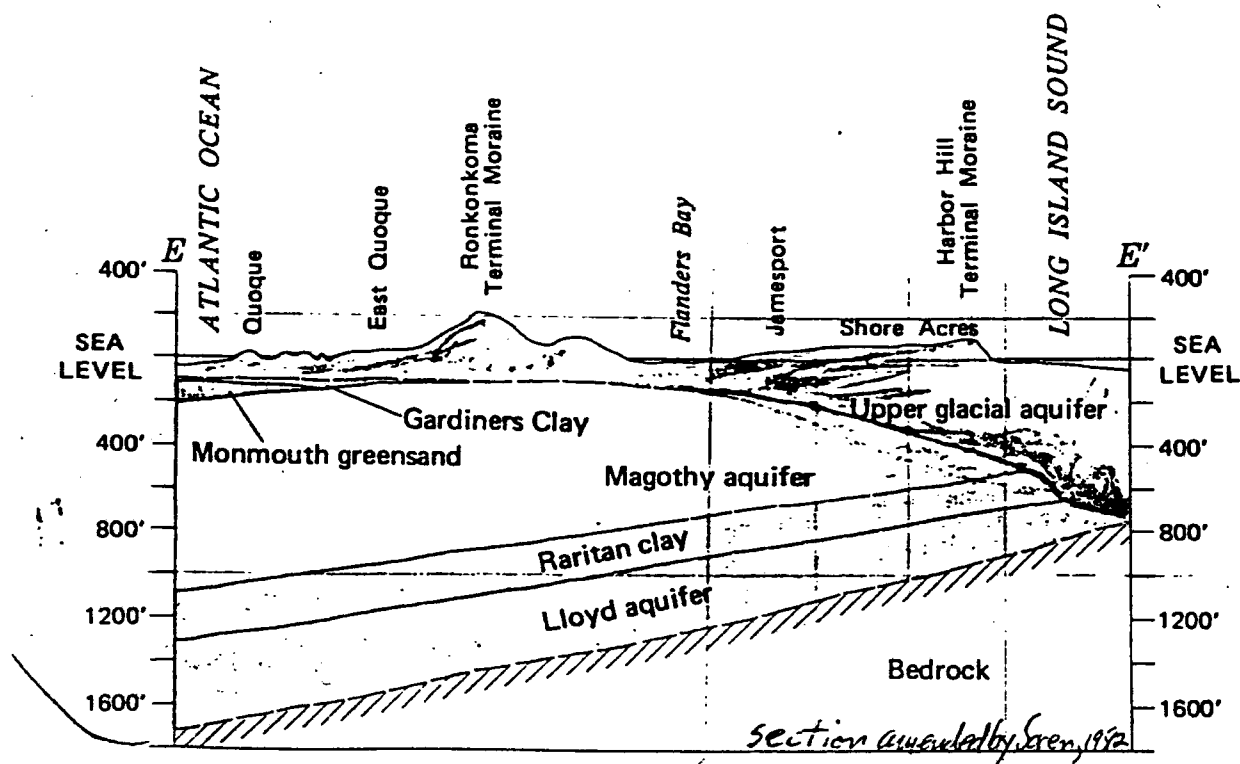 ATLANTIC OCEAN
Quoque
East Quoque
Ronkonkoma
Terminal Moraine
Flanders Bay
Jamesport
Harbor Hill
Terminal Moraine
LONG ISLAND SOUND
E
E'
400'
400'
Shore Acres
SEA
LEVEL
SEA
LEVEL
Gardiners Clay
Upper glacial aquifer
400'
400'
Monmouth greensand
Magothy aquifer
800'
800'
Raritan clay
Lloyd aquifer
1200'
1200'
Bedrock
1600'
1600'
section amended by Soren, 1992